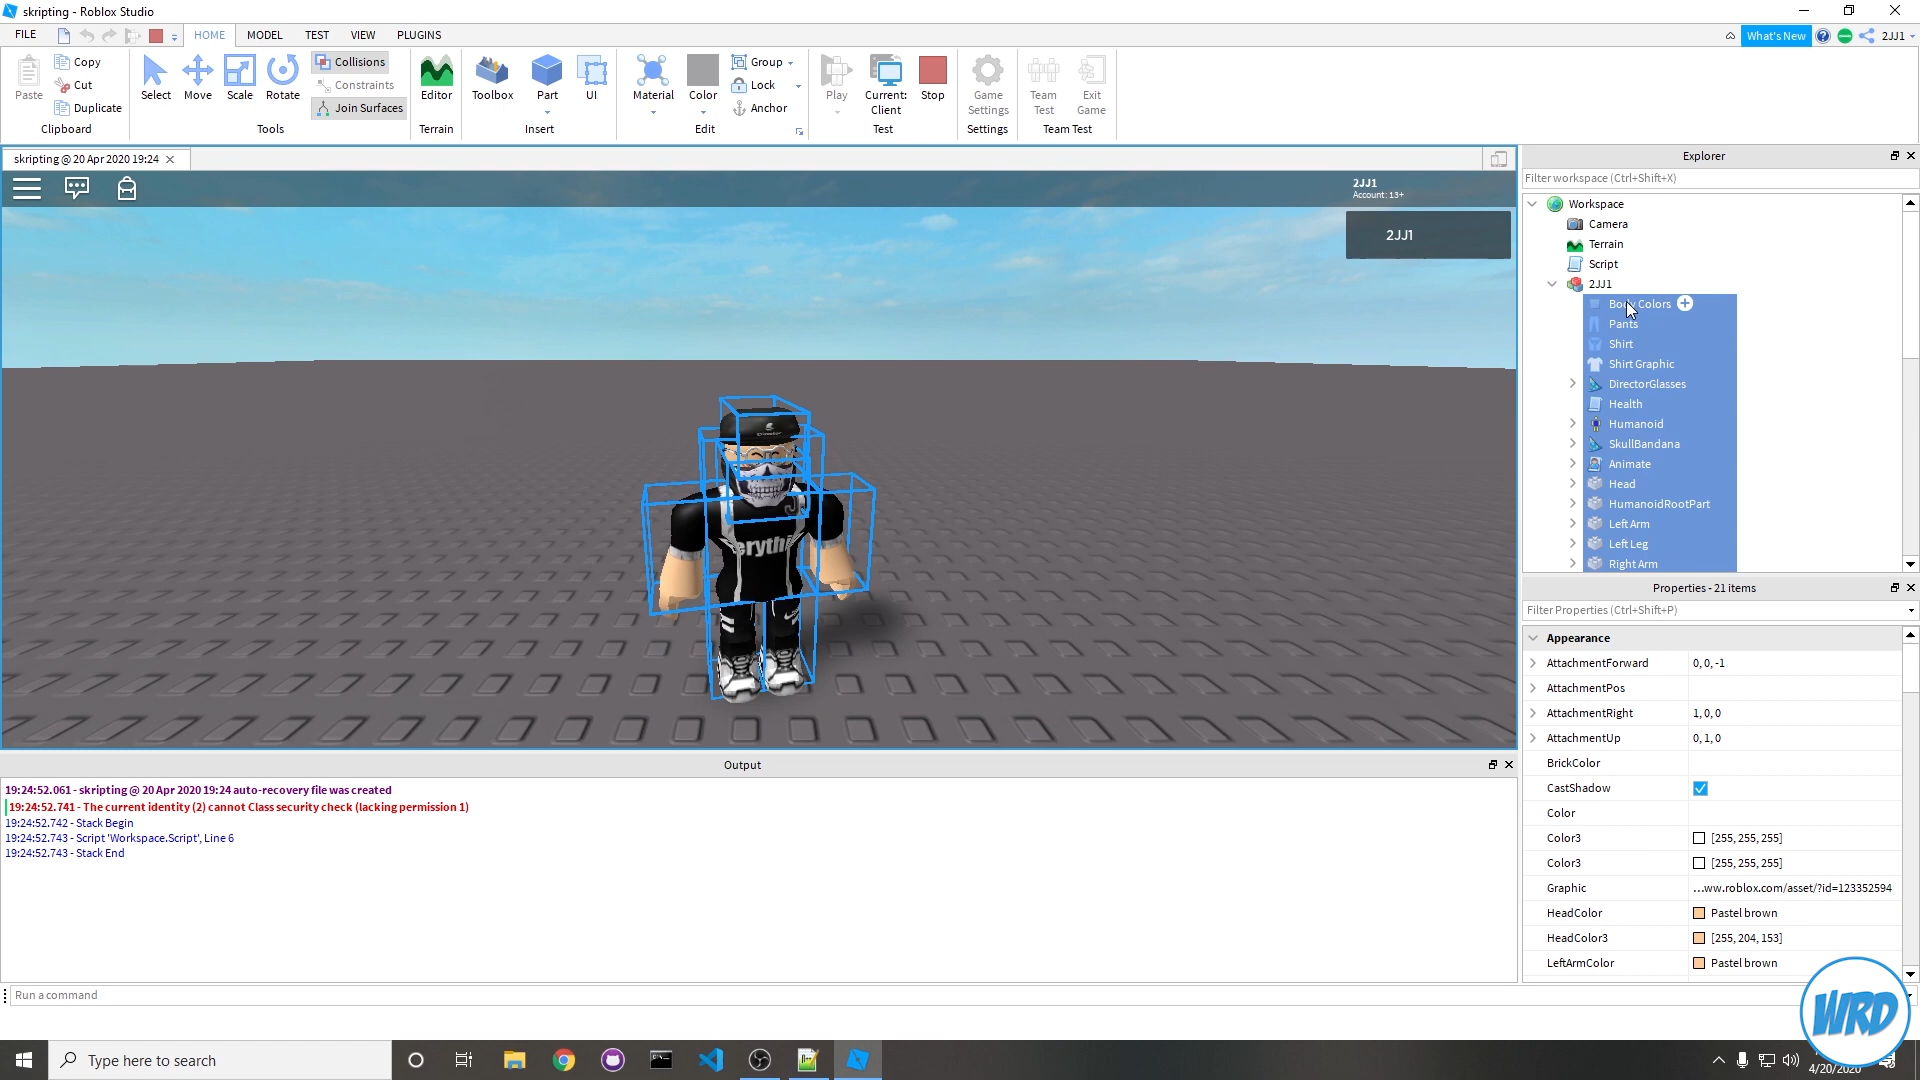 skripting - Roblox Studio
FILE HOME MODEL TEST VIEW PLUGINS What's New 2JJ1
Paste Copy Cut Duplicate Clipboard
Select Move Scale Rotate Collisions Constraints Join Surfaces Tools
Editor Terrain
Toolbox Part UI Insert
Material Color Group Lock Anchor Edit
Play Current: Client Stop Test
Game Settings Settings
Team Test Exit Game Team Test
skripting @ 20 Apr 2020 19:24
2JJ1
Account: 13+
2JJ1
erythi
Explorer
Filter workspace (Ctrl+Shift+X)
Workspace
Camera
Terrain
Script
2JJ1
Body Colors
Pants
Shirt
Shirt Graphic
DirectorGlasses
Health
Humanoid
SkullBandana
Animate
Head
HumanoidRootPart
Left Arm
Left Leg
Right Arm
Properties - 21 items
Filter Properties (Ctrl+Shift+P)
Appearance
AttachmentForward 0, 0, -1
AttachmentPos
AttachmentRight 1, 0, 0
AttachmentUp 0, 1, 0
BrickColor
CastShadow
Color
Color3 [255, 255, 255]
Color3 [255, 255, 255]
Graphic ...ww.roblox.com/asset/?id=123352594
HeadColor Pastel brown
HeadColor3 [255, 204, 153]
LeftArmColor Pastel brown
Output
19:24:52.061 - skripting @ 20 Apr 2020 19:24 auto-recovery file was created
19:24:52.741 - The current identity (2) cannot Class security check (lacking permission 1)
19:24:52.742 - Stack Begin
19:24:52.743 - Script 'Workspace.Script', Line 6
19:24:52.743 - Stack End
Run a command
WRD
Type here to search
4/20/2020